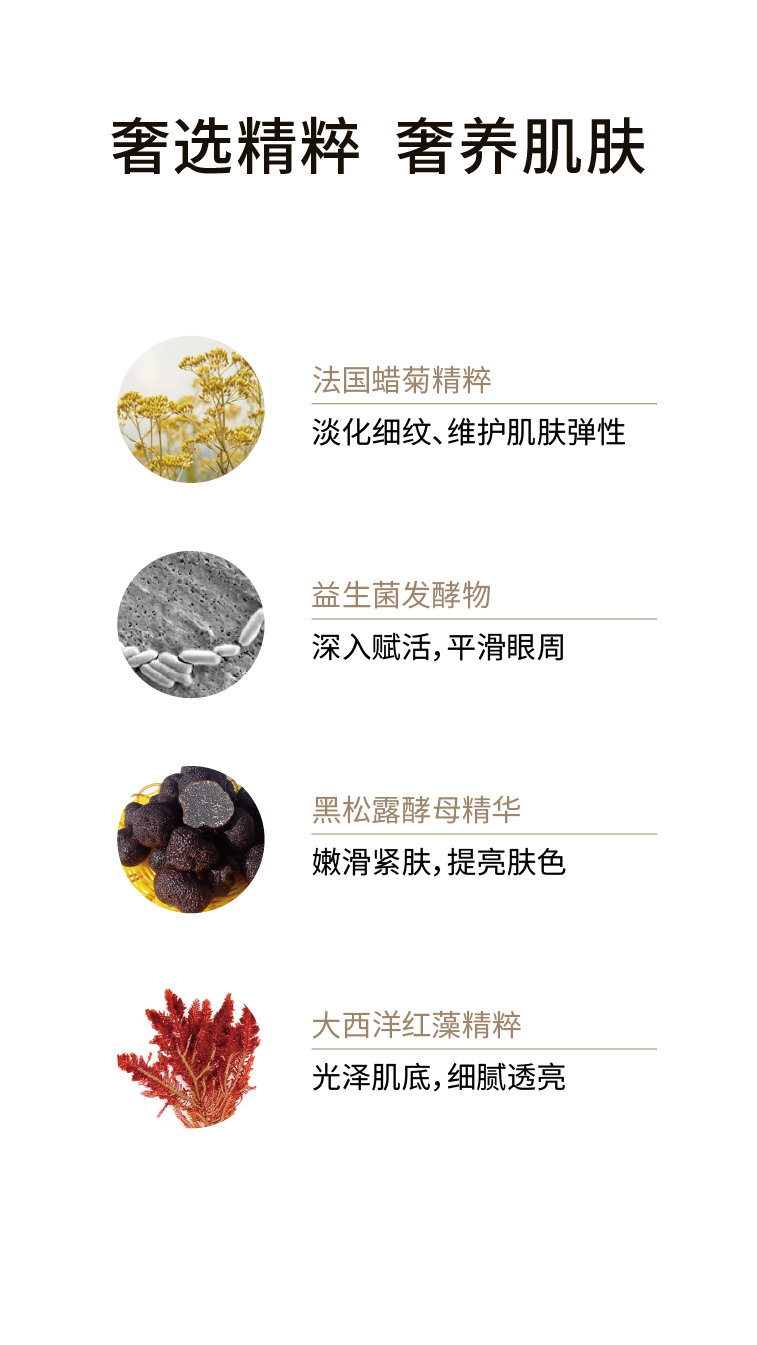 奢选精粹 奢养肌肤
法国蜡菊精粹
淡化细纹、维护肌肤弹性
益生菌发酵物
深入赋活，平滑眼周
黑松露酵母精华
嫩滑紧肤，提亮肤色
大西洋红藻精粹
光泽肌底，细腻透亮